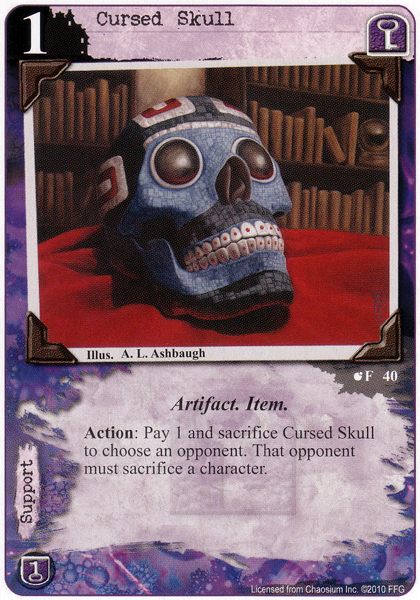 1
Cursed Skull
Illus. A. L. Ashbaugh
F 40
Artifact. Item.
Action: Pay 1 and sacrifice Cursed Skull
to choose an opponent. That opponent
must sacrifice a character.
Support
Licensed from Chaosium Inc. ©2010 FFG